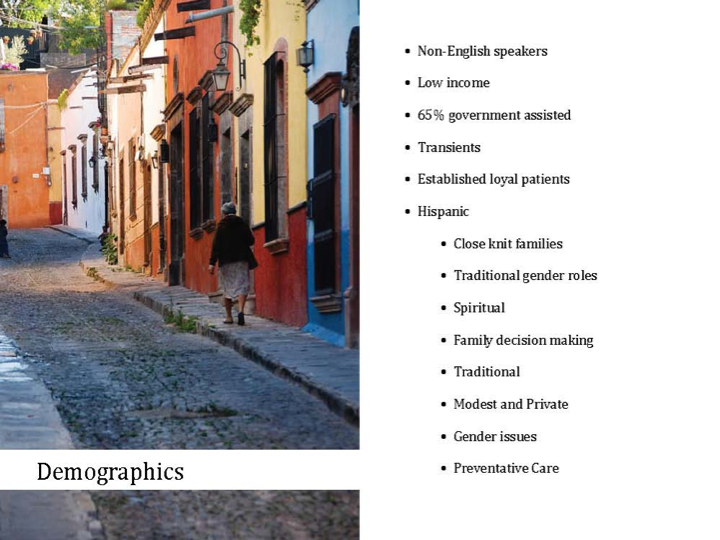 Non-English speakers
Low income
65% government assisted
Transients
Established loyal patients
Hispanic
Close knit families
Traditional gender roles
Spiritual
Family decision making
Traditional
Modest and Private
Gender issues
Preventative Care
Demographics